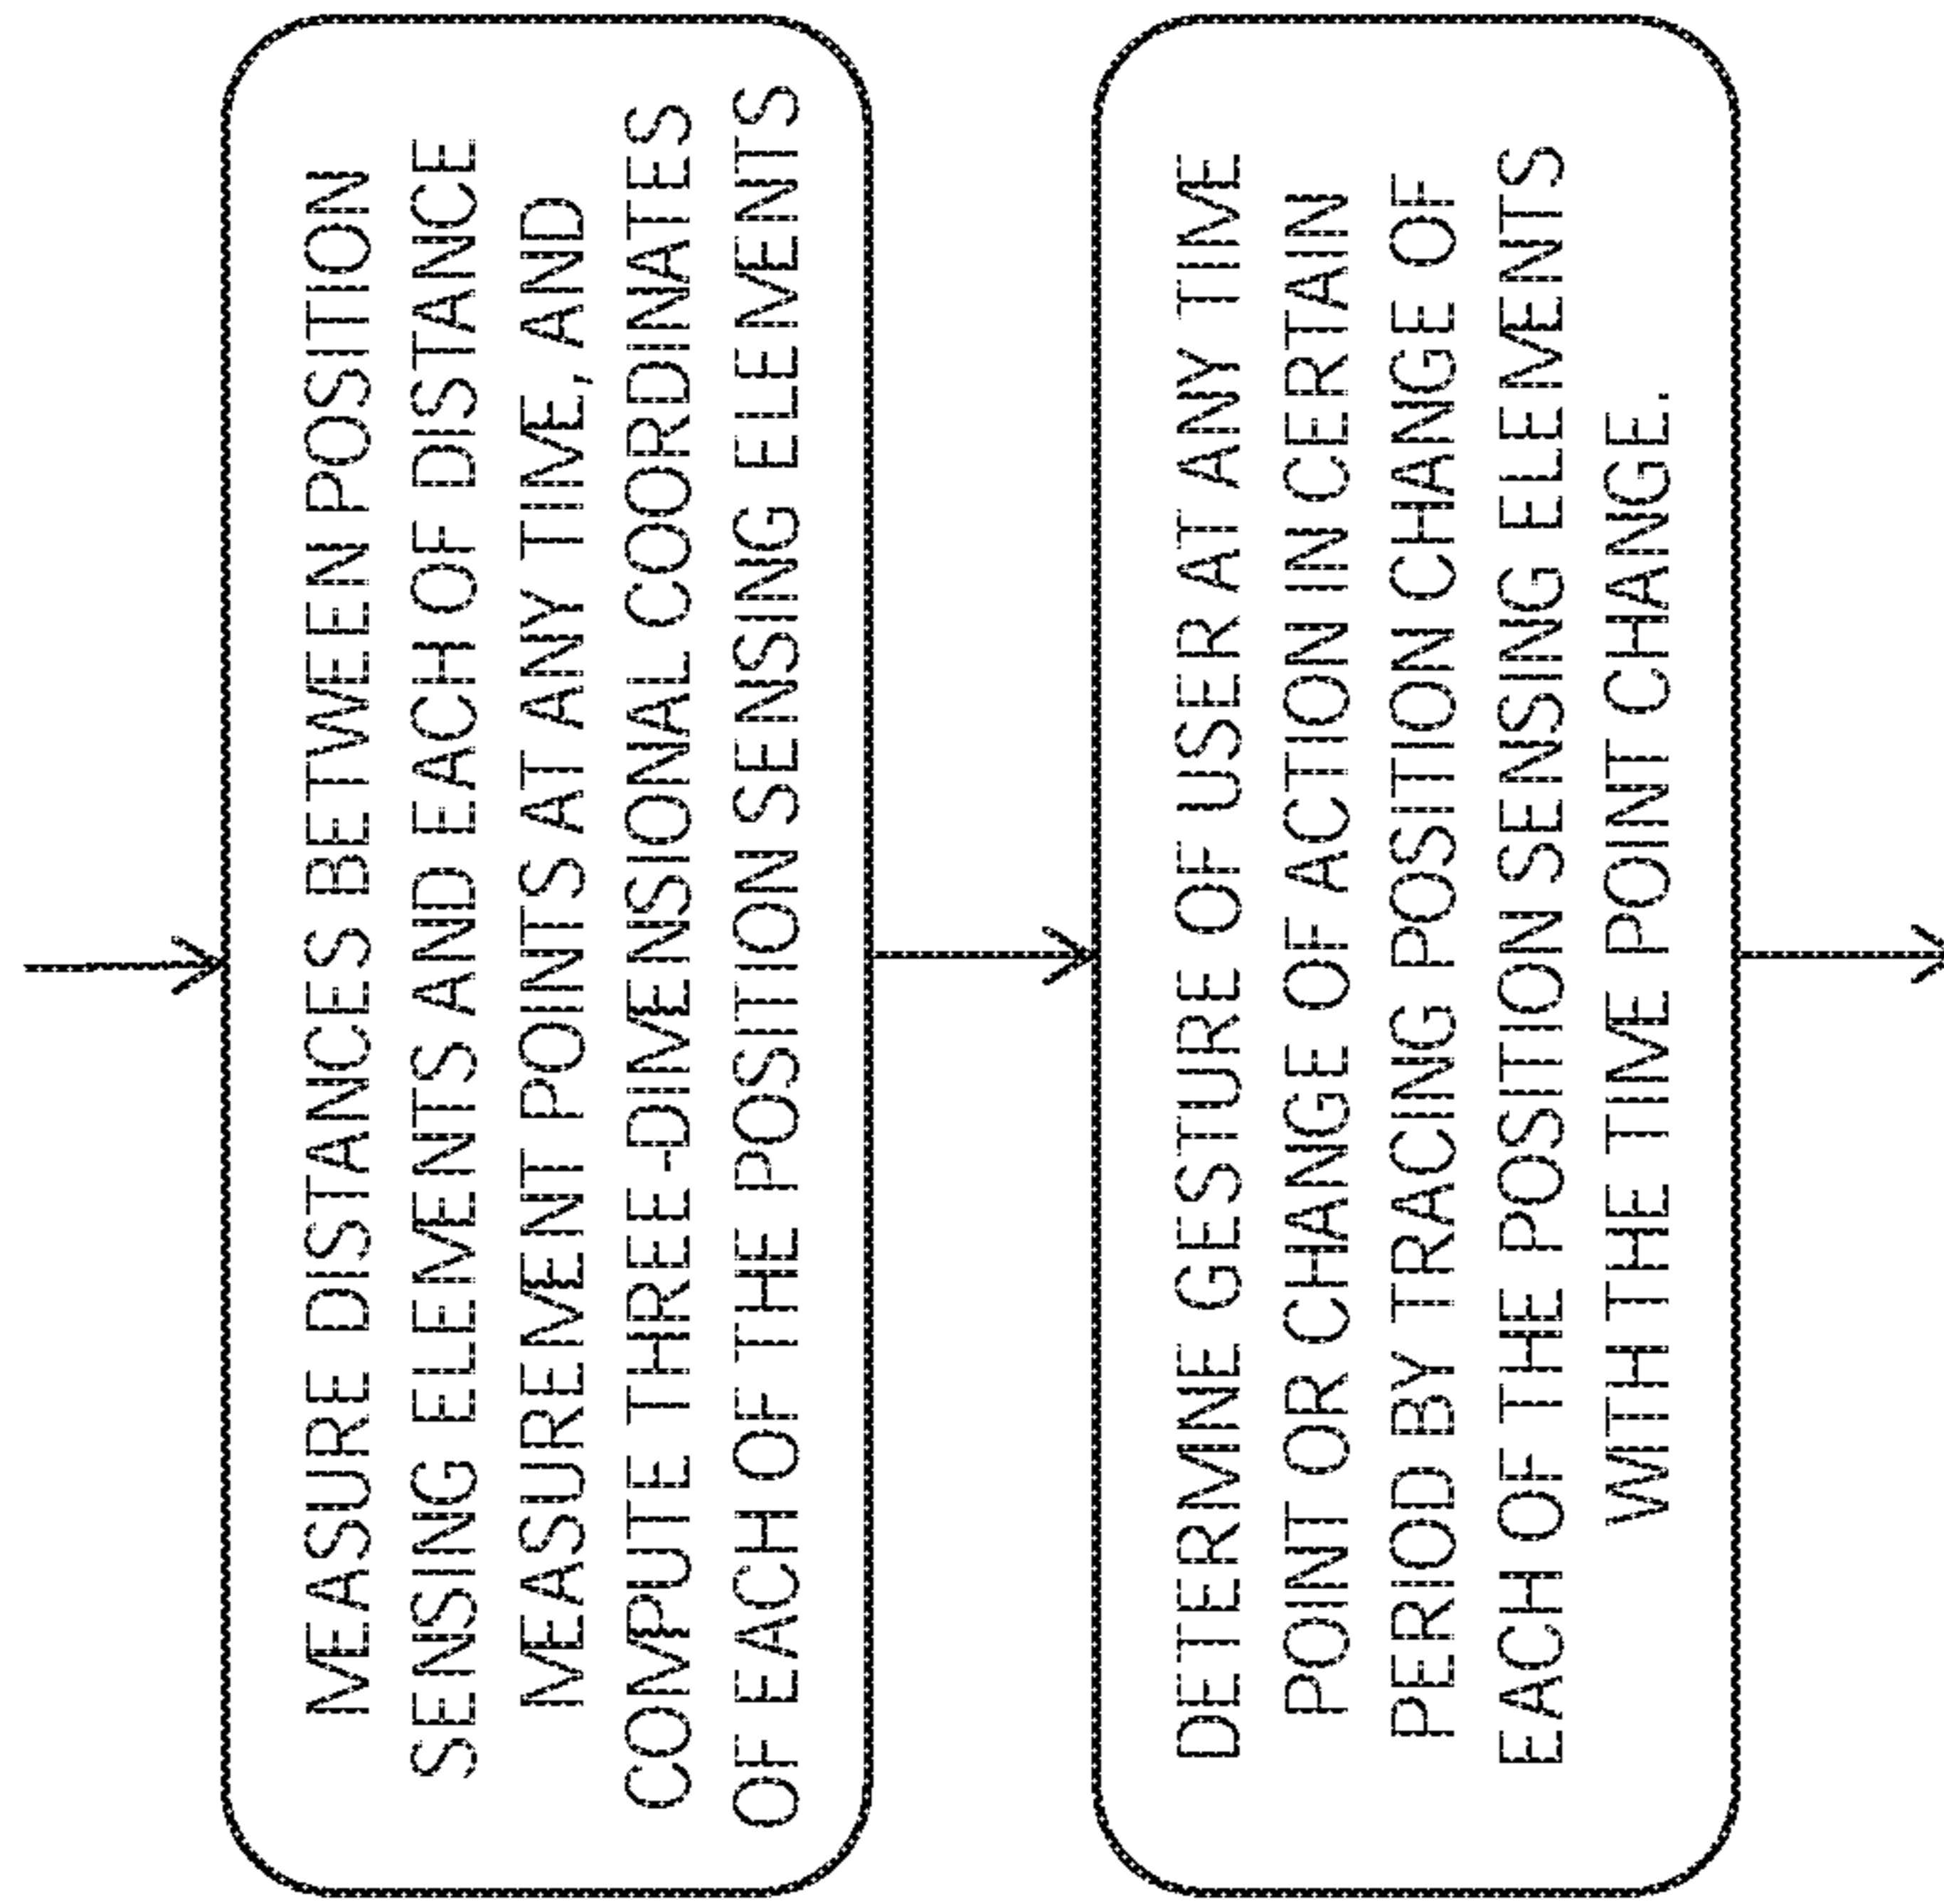 MEASURE DISTANCES BETWEEN POSITION
SENSING ELEMENTS AND EACH OF DISTANCE
MEASUREMENT POINTS AT ANY TIME, AND
COMPUTE THREE-DIMENSIONAL COORDINATES
OF EACH OF THE POSITION SENSING ELEMENTS
DETERMINE GESTURE OF USER AT ANY TIME
POINT OR CHANGE OF ACTION IN CERTAIN
PERIOD BY TRACING POSITION CHANGE OF
EACH OF THE POSITION SENSING ELEMENTS
WITH THE TIME POINT CHANGE.